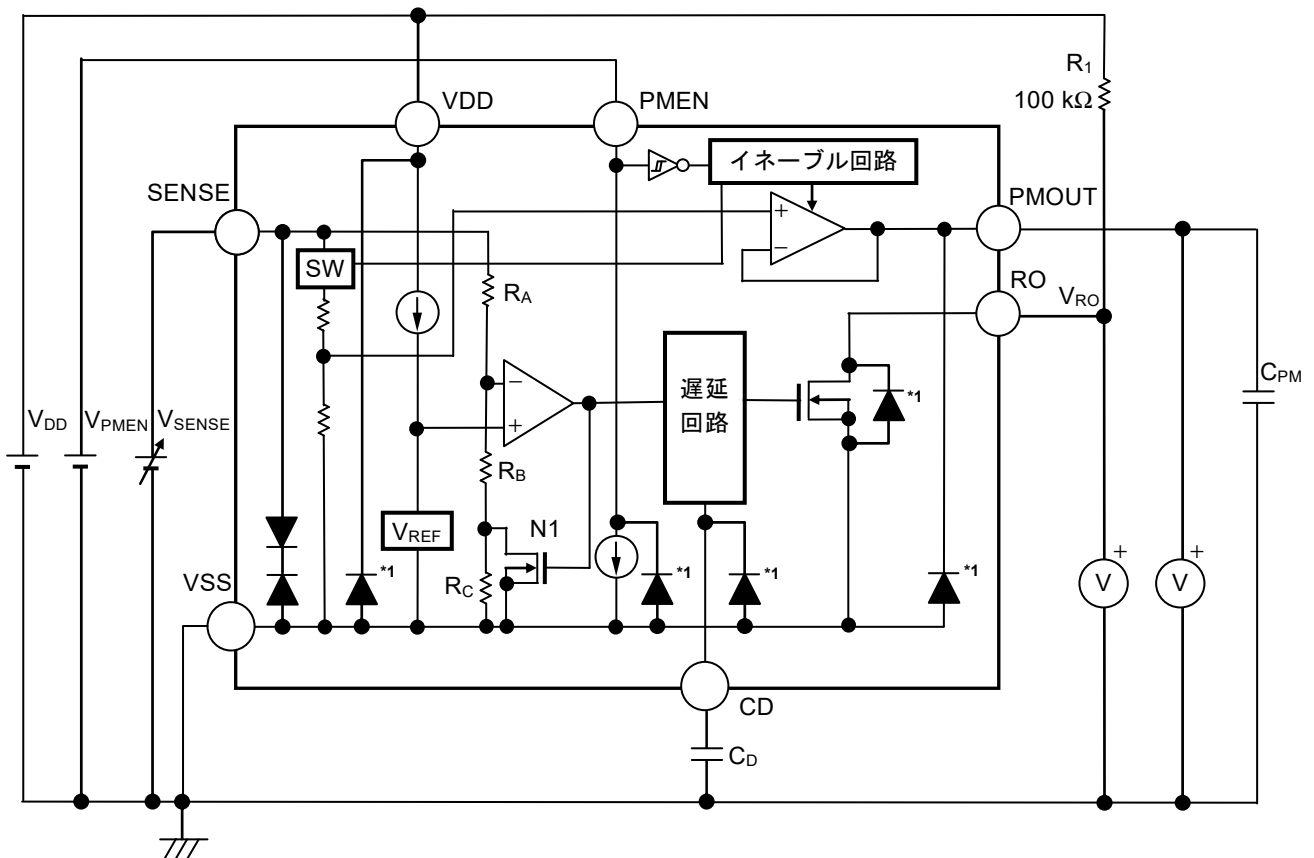 R1
100 kΩ
VDD
PMEN
イネーブル回路
SENSE
PMOUT
+
−
SW
RO
VRO
RA
−
+
遅延
回路
*1
CPM
VDD
VPMEN
VSENSE
RB
VREF
N1
RC
*1
*1
*1
*1
VSS
+
V
+
V
CD
CD